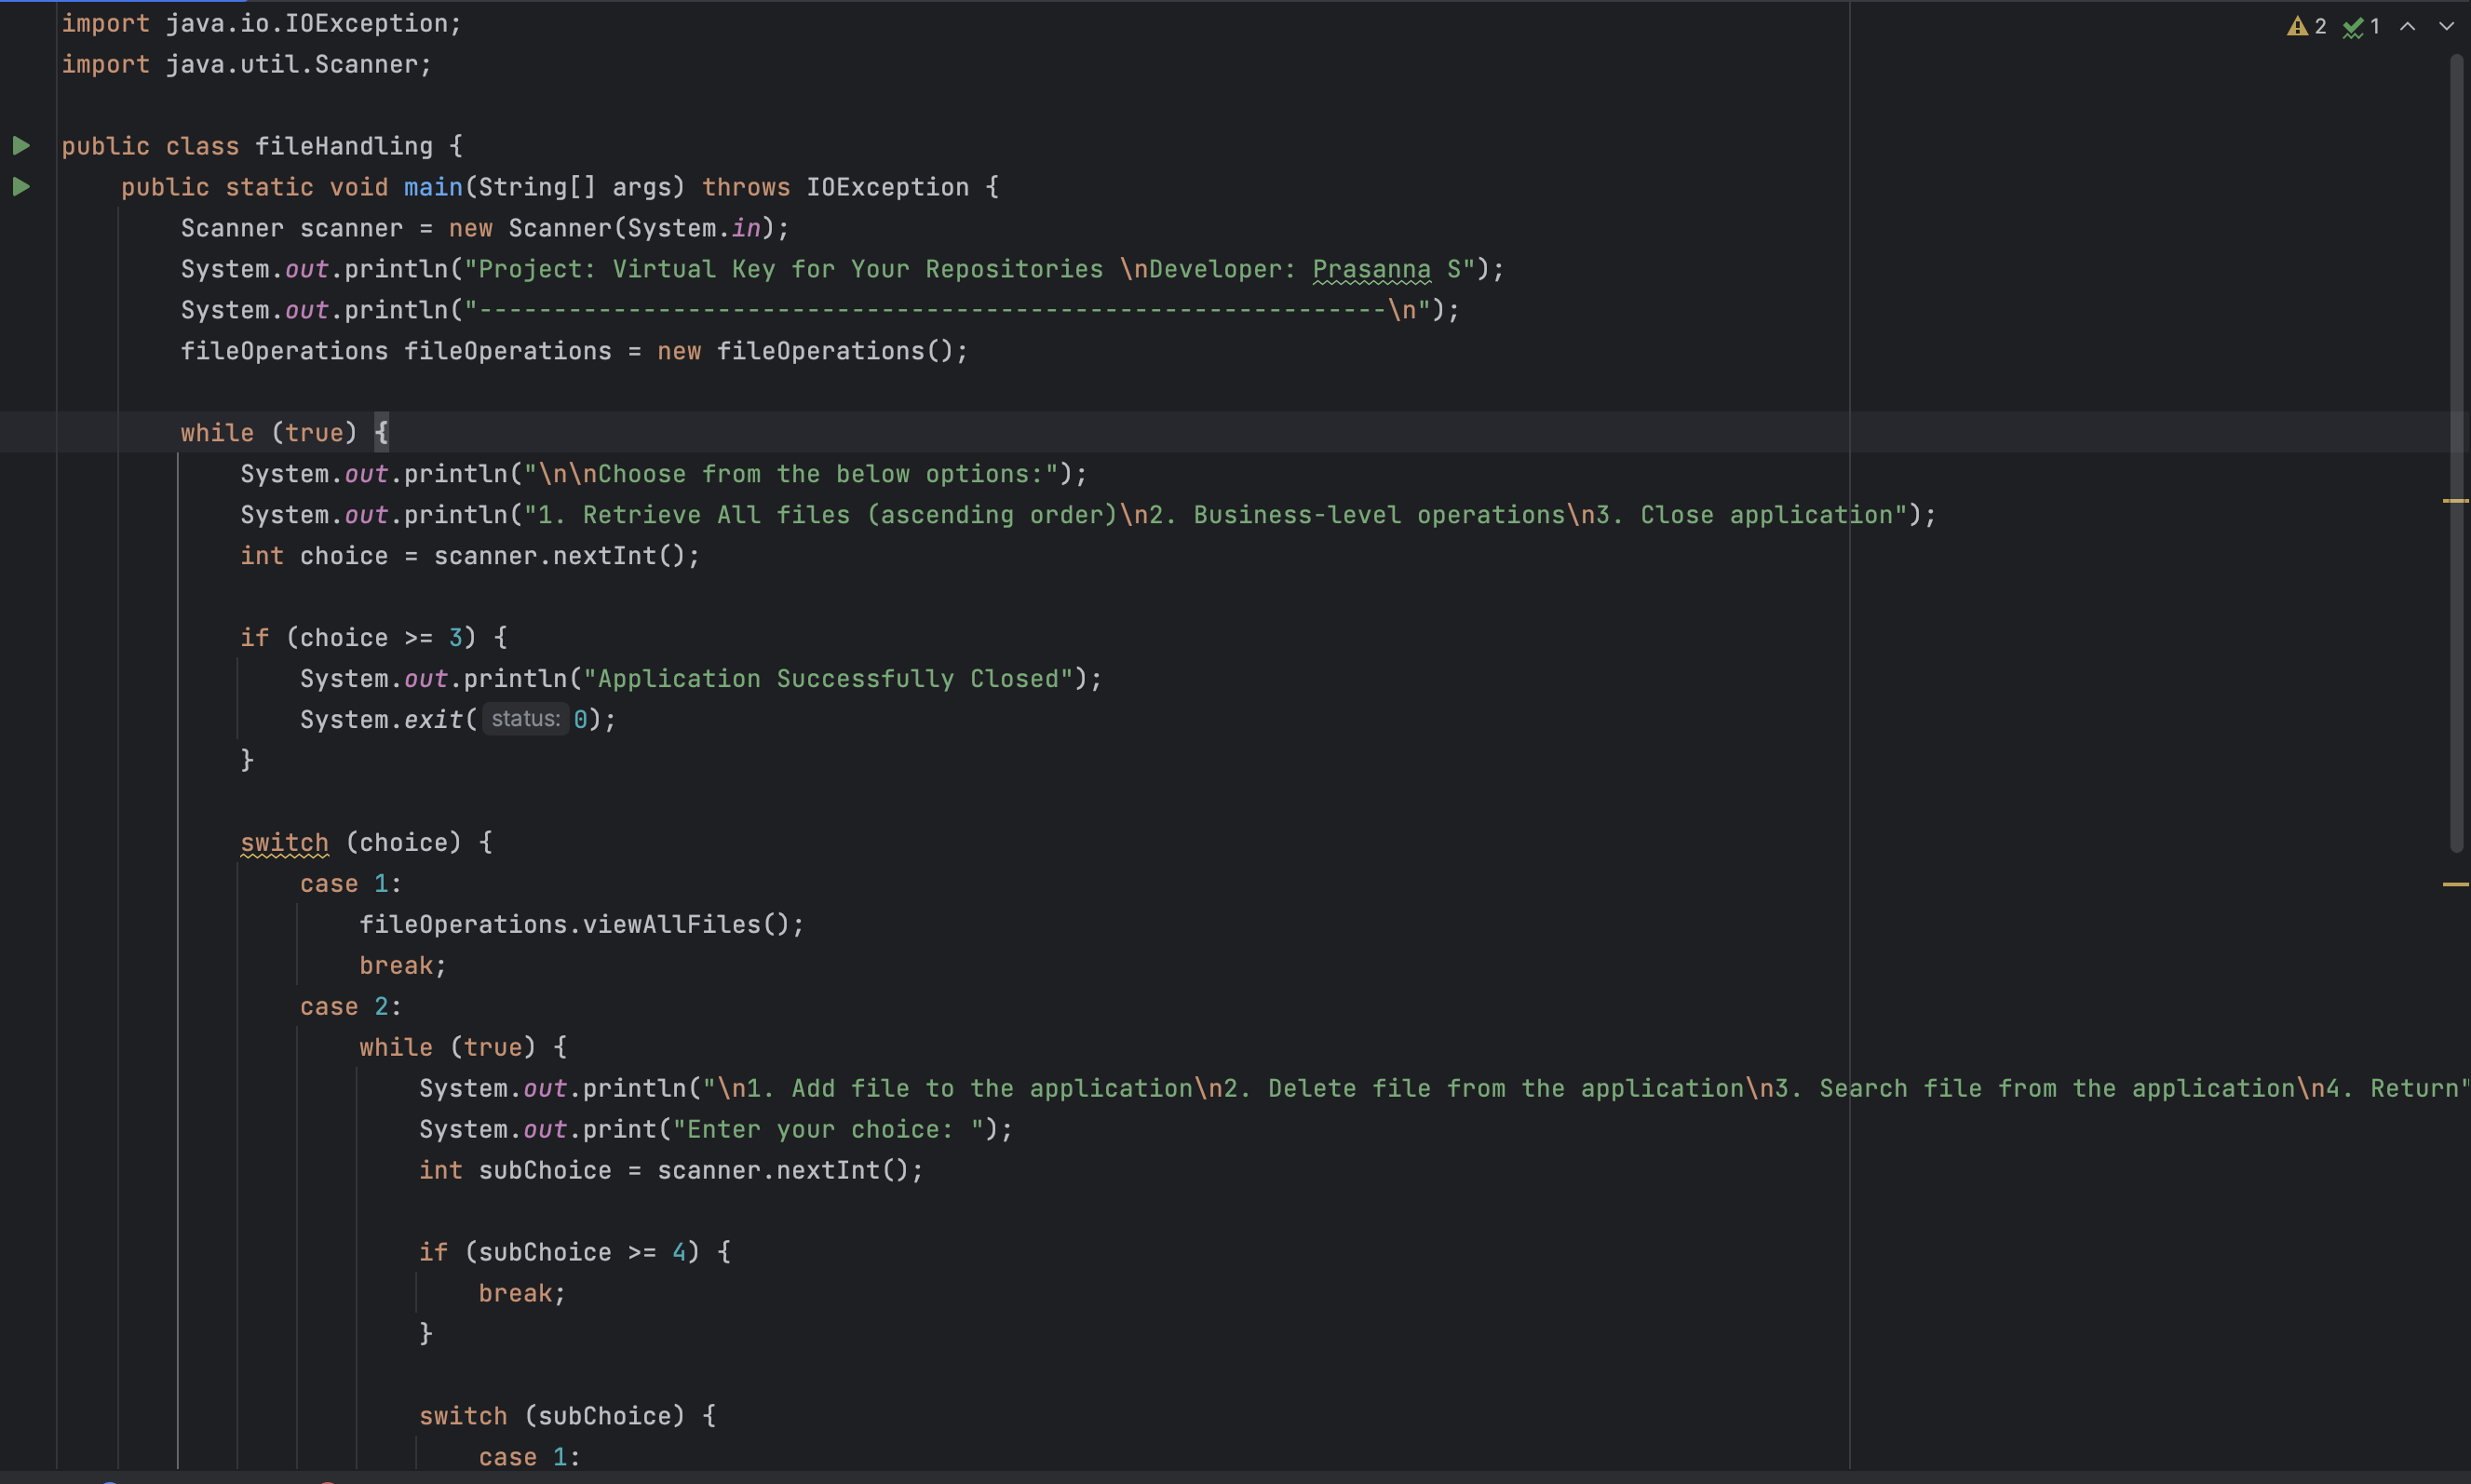 import java.io.IOException;
2 1
import java.util.Scanner;
public class fileHandling {
public static void main(String[] args) throws IOException {
Scanner scanner = new Scanner(System.in);
System.out.println("Project: Virtual Key for Your Repositories \nDeveloper: Prasanna S");
System.out.println("-------------------------------------------------------------\n");
fileOperations fileOperations = new fileOperations();
while (true) {
System.out.println("\n\nChoose from the below options:");
System.out.println("1. Retrieve All files (ascending order)\n2. Business-level operations\n3. Close application");
int choice = scanner.nextInt();
if (choice >= 3) {
System.out.println("Application Successfully Closed");
System.exit( status: 0);
}
switch (choice) {
case 1:
fileOperations.viewAllFiles();
break;
case 2:
while (true) {
System.out.println("\n1. Add file to the application\n2. Delete file from the application\n3. Search file from the application\n4. Return"
System.out.print("Enter your choice: ");
int subChoice = scanner.nextInt();
if (subChoice >= 4) {
break;
}
switch (subChoice) {
case 1: